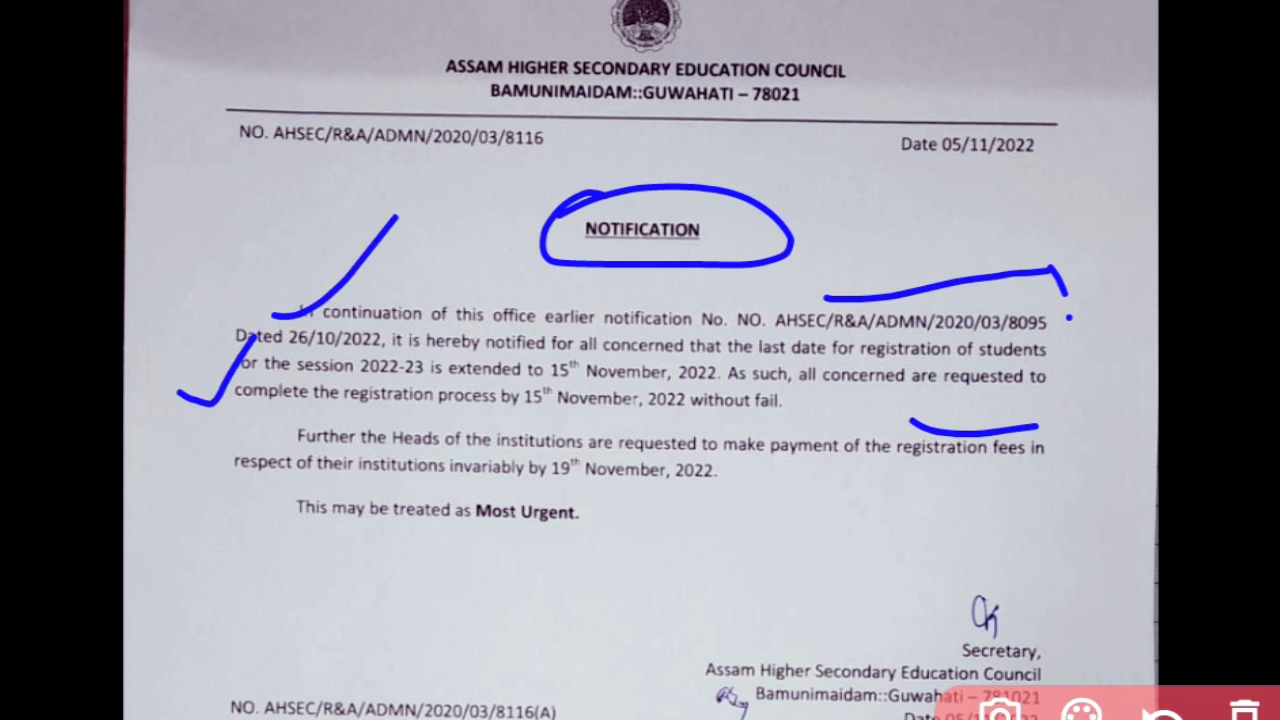 ASSAM HIGHER SECONDARY EDUCATION COUNCIL
BAMUNIMAIDAM::GUWAHATI – 78021
NO. AHSEC/R&A/ADMN/2020/03/8116
Date 05/11/2022
NOTIFICATION
continuation of this office earlier notification No. NO. AHSEC/R&A/ADMN/2020/03/8095
Dated 26/10/2022, it is hereby notified for all concerned that the last date for registration of students
for the session 2022-23 is extended to 15th November, 2022. As such, all concerned are requested to
complete the registration process by 15th November, 2022 without fail.
Further the Heads of the institutions are requested to make payment of the registration fees in
respect of their institutions invariably by 19th November, 2022.
This may be treated as Most Urgent.
Secretary,
Assam Higher Secondary Education Council
Bamunimaidam::Guwahati – 781021
NO. AHSEC/R&A/ADMN/2020/03/8116(A)
Date